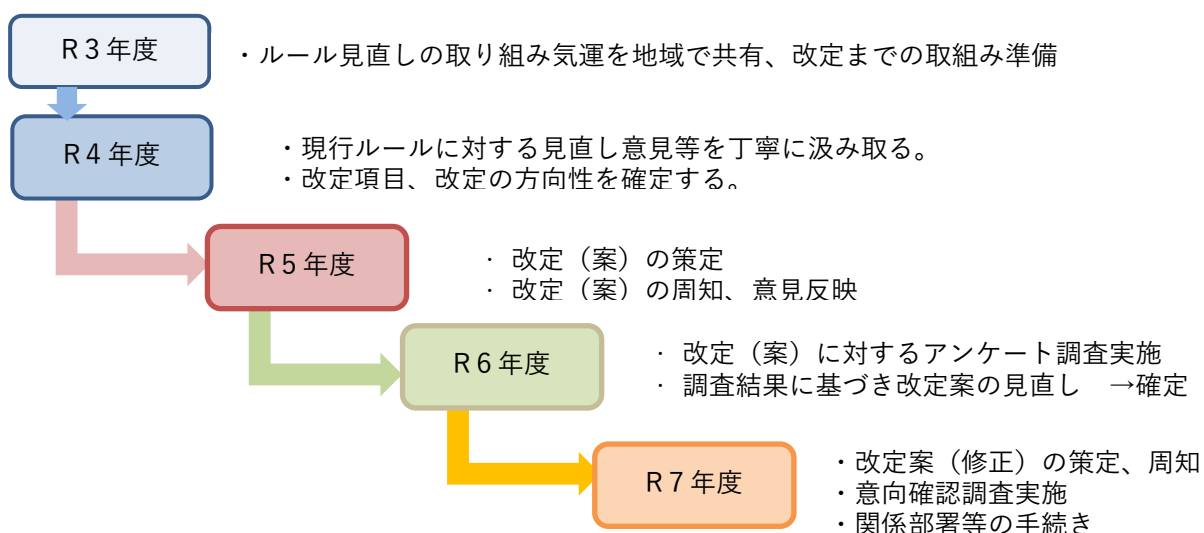 R3年度
・ルール見直しの取り組み気運を地域で共有、改定までの取組み準備
R4年度
・現行ルールに対する見直し意見等を丁寧に汲み取る。
・改定項目、改定の方向性を確定する。
R5年度
· 改定（案）の策定
· 改定（案）の周知、意見反映
R6年度
· 改定（案）に対するアンケート調査実施
· 調査結果に基づき改定案の見直し　→確定
R7年度
・改定案（修正）の策定、周知
・意向確認調査実施
・関係部署等の手続き